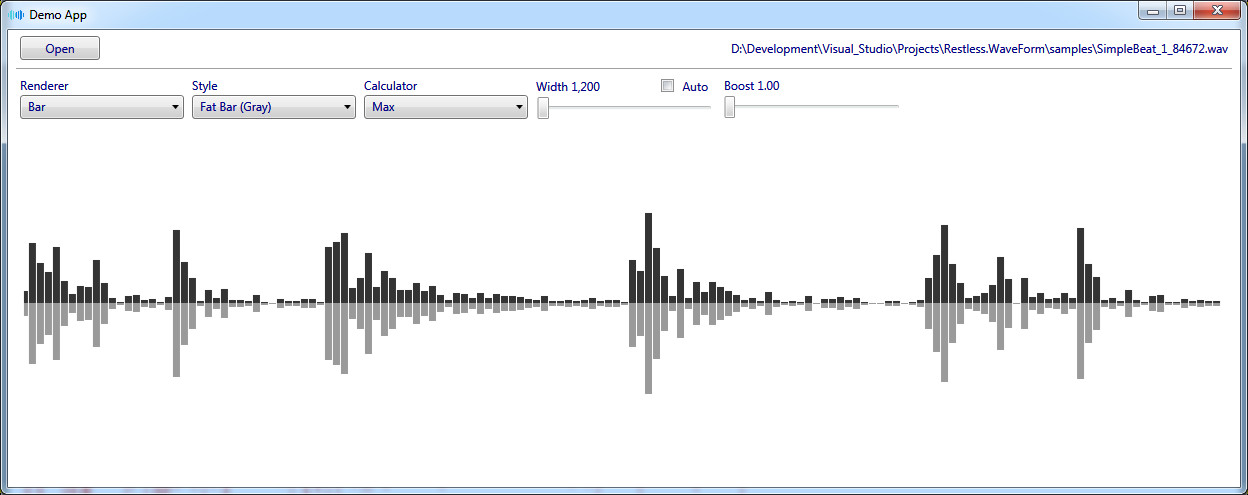 Demo App
Open
D:\Development\Visual_Studio\Projects\Restless.WaveForm\samples\SimpleBeat_1_84672.wav
Renderer Style Calculator Width 1,200 Auto Boost 1.00
Bar Fat Bar (Gray) Max